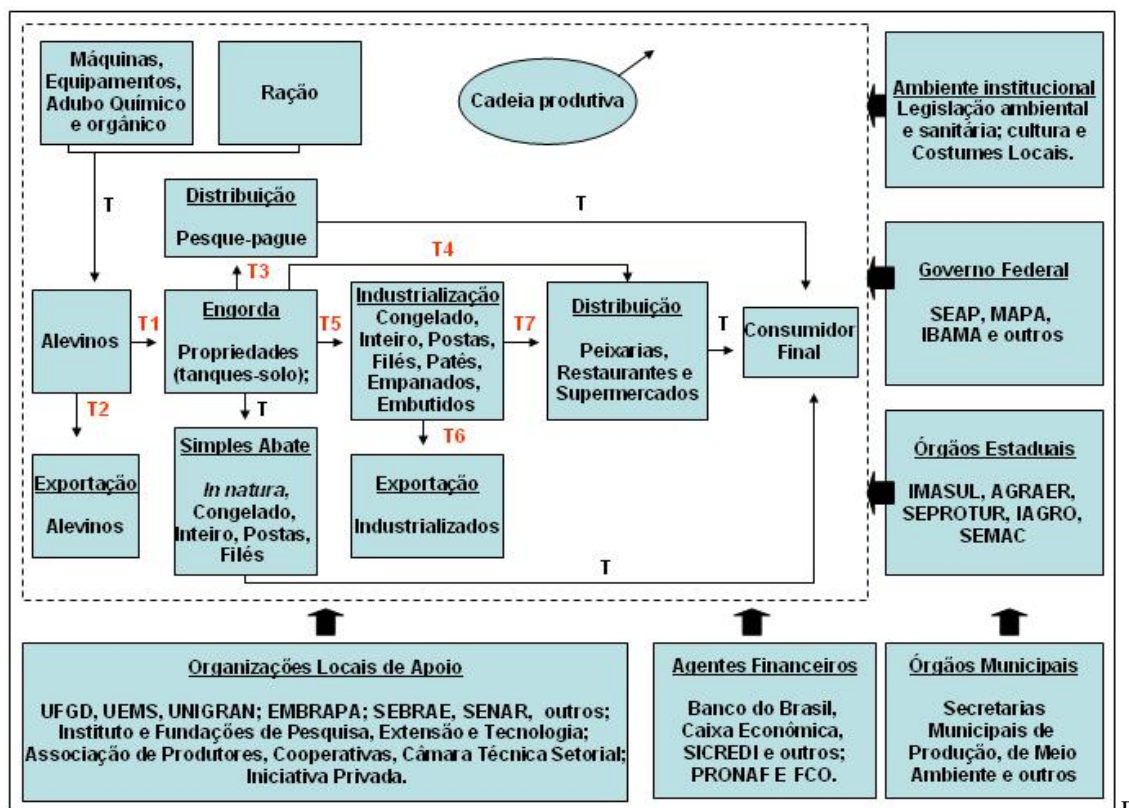 Máquinas,
Equipamentos,
Adubo Químico
e orgânico
Ração
Cadeia produtiva
Ambiente institucional
Legislação ambiental
e sanitária; cultura e
Costumes Locais.
T
Distribuição
Pesque-pague
T
T3
T4
Governo Federal
SEAP, MAPA,
IBAMA e outros
Alevinos
T1
Engorda
Propriedades
(tanques-solo);
T5
Industrialização
Congelado,
Inteiro, Postas,
Filés, Patés,
Empanados,
Embutidos
T7
Distribuição
Peixarias,
Restaurantes e
Supermercados
T
Consumidor
Final
T2
T
T6
Exportação
Alevinos
Simples Abate
In natura,
Congelado,
Inteiro, Postas,
Filés
Exportação
Industrializados
T
Órgãos Estaduais
IMASUL, AGRAER,
SEPROTUR, IAGRO,
SEMAC
Organizações Locais de Apoio
UFGD, UEMS, UNIGRAN; EMBRAPA; SEBRAE, SENAR, outros;
Instituto e Fundações de Pesquisa, Extensão e Tecnologia;
Associação de Produtores, Cooperativas, Câmara Técnica Setorial;
Iniciativa Privada.
Agentes Financeiros
Banco do Brasil,
Caixa Econômica,
SICREDI e outros;
PRONAF E FCO.
Órgãos Municipais
Secretarias
Municipais de
Produção, de Meio
Ambiente e outros